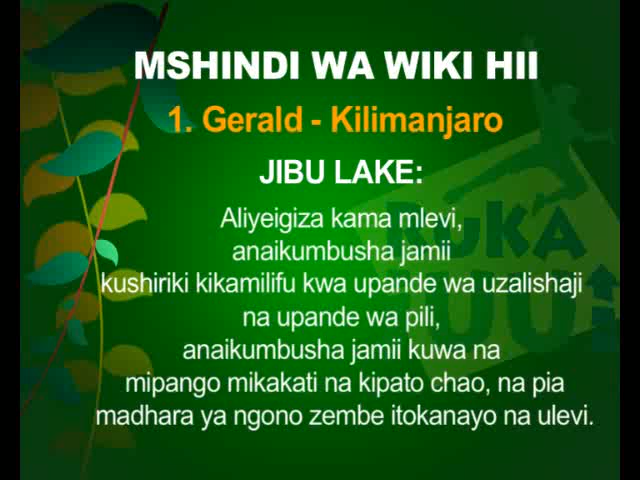 MSHINDI WA WIKI HII
1. Gerald - Kilimanjaro
JIBU LAKE:
Aliyeigiza kama mlevi,
anaikumbusha jamii
kushiriki kikamilifu kwa upande wa uzalishaji
na upande wa pili,
anaikumbusha jamii kuwa na
mipango mikakati na kipato chao, na pia
madhara ya ngono zembe itokanayo na ulevi.
RUKA
JUU